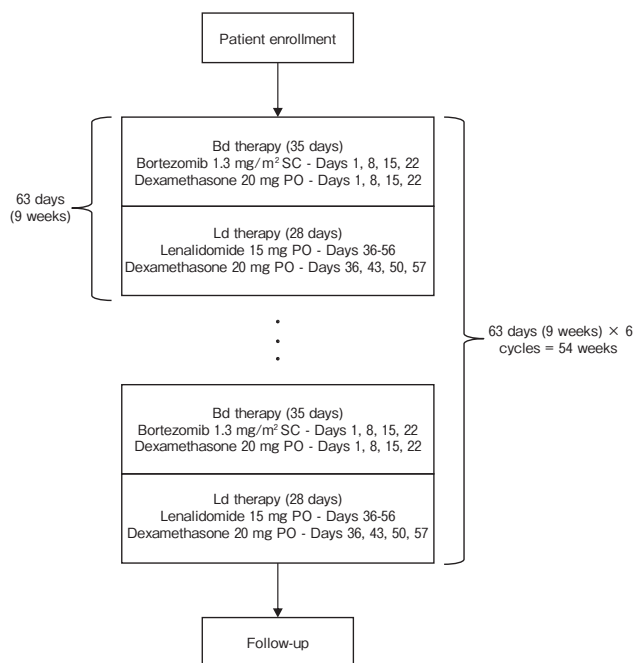 Patient enrollment
Bd therapy (35 days)
Bortezomib 1.3 mg/m² SC - Days 1, 8, 15, 22
Dexamethasone 20 mg PO - Days 1, 8, 15, 22
63 days
(9 weeks)
Ld therapy (28 days)
Lenalidomide 15 mg PO - Days 36-56
Dexamethasone 20 mg PO - Days 36, 43, 50, 57
63 days (9 weeks) × 6
cycles = 54 weeks
Bd therapy (35 days)
Bortezomib 1.3 mg/m² SC - Days 1, 8, 15, 22
Dexamethasone 20 mg PO - Days 1, 8, 15, 22
Ld therapy (28 days)
Lenalidomide 15 mg PO - Days 36-56
Dexamethasone 20 mg PO - Days 36, 43, 50, 57
Follow-up